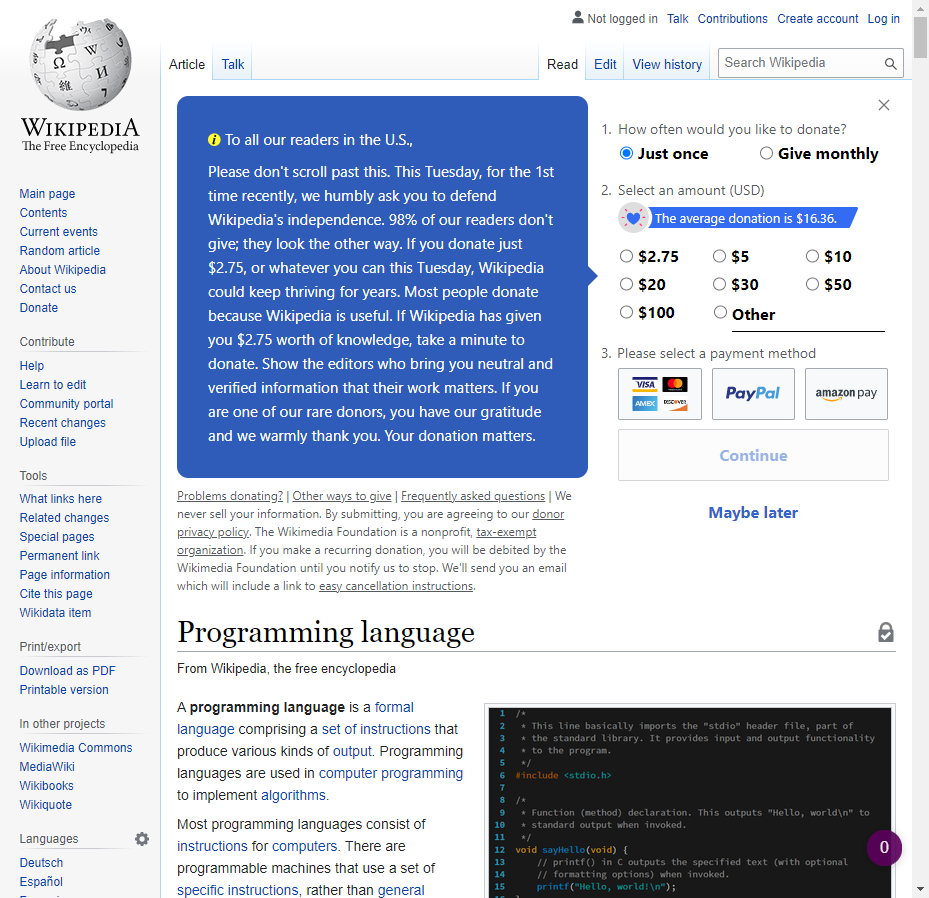 Not logged in Talk Contributions Create account Log in
Article Talk Read Edit View history Search Wikipedia
WIKIPEDIA
The Free Encyclopedia
Main page
Contents
Current events
Random article
About Wikipedia
Contact us
Donate
Contribute
Help
Learn to edit
Community portal
Recent changes
Upload file
Tools
What links here
Related changes
Special pages
Permanent link
Page information
Cite this page
Wikidata item
Print/export
Download as PDF
Printable version
In other projects
Wikimedia Commons
MediaWiki
Wikibooks
Wikiquote
Languages
Deutsch
Español
To all our readers in the U.S.,
Please don't scroll past this. This Tuesday, for the 1st
time recently, we humbly ask you to defend
Wikipedia's independence. 98% of our readers don't
give; they look the other way. If you donate just
$2.75, or whatever you can this Tuesday, Wikipedia
could keep thriving for years. Most people donate
because Wikipedia is useful. If Wikipedia has given
you $2.75 worth of knowledge, take a minute to
donate. Show the editors who bring you neutral and
verified information that their work matters. If you
are one of our rare donors, you have our gratitude
and we warmly thank you. Your donation matters.
1. How often would you like to donate?
Just once Give monthly
2. Select an amount (USD)
The average donation is $16.36.
$2.75 $5 $10
$20 $30 $50
$100 Other
3. Please select a payment method
VISA
AMEX DISCOVER
PayPal
amazon pay
Continue
Maybe later
Problems donating? | Other ways to give | Frequently asked questions | We
never sell your information. By submitting, you are agreeing to our donor
privacy policy. The Wikimedia Foundation is a nonprofit, tax-exempt
organization. If you make a recurring donation, you will be debited by the
Wikimedia Foundation until you notify us to stop. We'll send you an email
which will include a link to easy cancellation instructions.
Programming language
From Wikipedia, the free encyclopedia
A programming language is a formal
language comprising a set of instructions that
produce various kinds of output. Programming
languages are used in computer programming
to implement algorithms.
Most programming languages consist of
instructions for computers. There are
programmable machines that use a set of
specific instructions, rather than general
1 /*
2 * This line basically imports the "stdio" header file, part of
3 * the standard library. It provides input and output functionality
4 * to the program.
5 */
6 #include <stdio.h>
7
8 /*
9 * Function (method) declaration. This outputs "Hello, world\n" to
10 * standard output when invoked.
11 */
12 void sayHello(void) {
13 // printf() in C outputs the specified text (with optional
14 // formatting options) when invoked.
15 printf("Hello, world!\n");
0